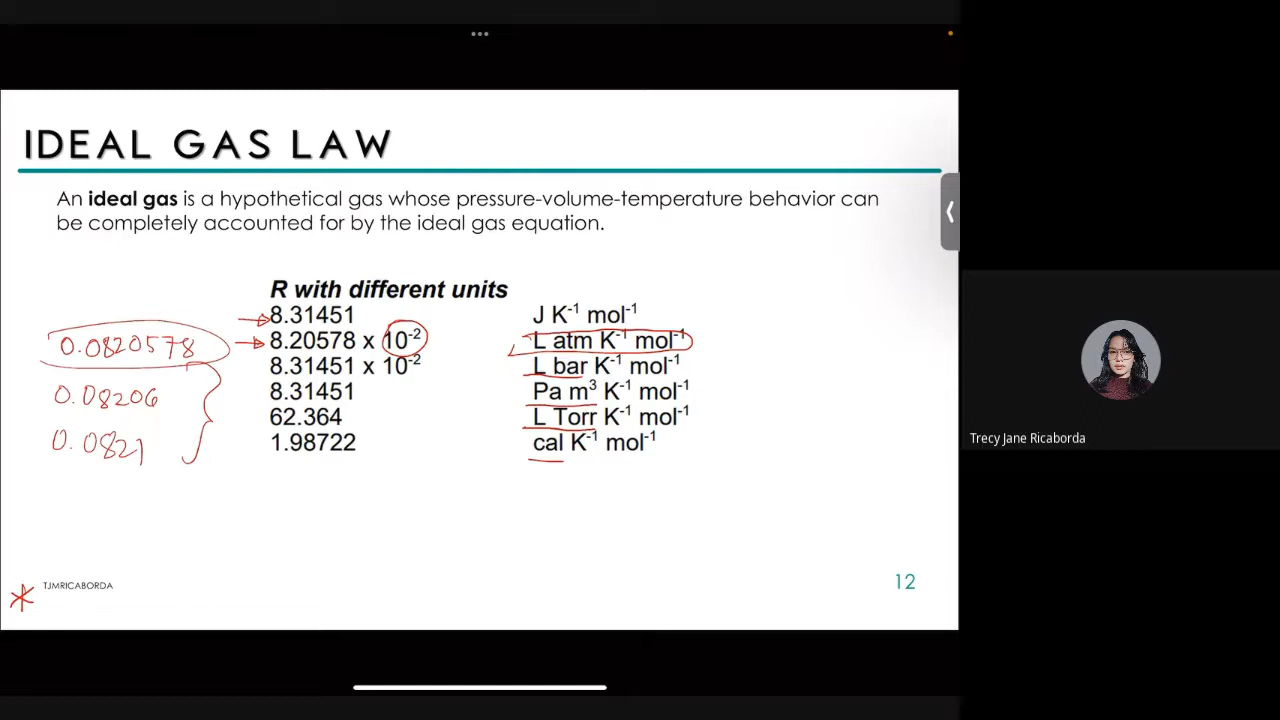 IDEAL GAS LAW
An ideal gas is a hypothetical gas whose pressure-volume-temperature behavior can
be completely accounted for by the ideal gas equation.
R with different units
8.31451 J K⁻¹ mol⁻¹
0.0820578 8.20578 x 10⁻² L atm K⁻¹ mol⁻¹
8.31451 x 10⁻² L bar K⁻¹ mol⁻¹
0.08206 8.31451 Pa m³ K⁻¹ mol⁻¹
62.364 L Torr K⁻¹ mol⁻¹
0.0821 1.98722 cal K⁻¹ mol⁻¹
TJMRICABORDA
12
Trecy Jane Ricaborda